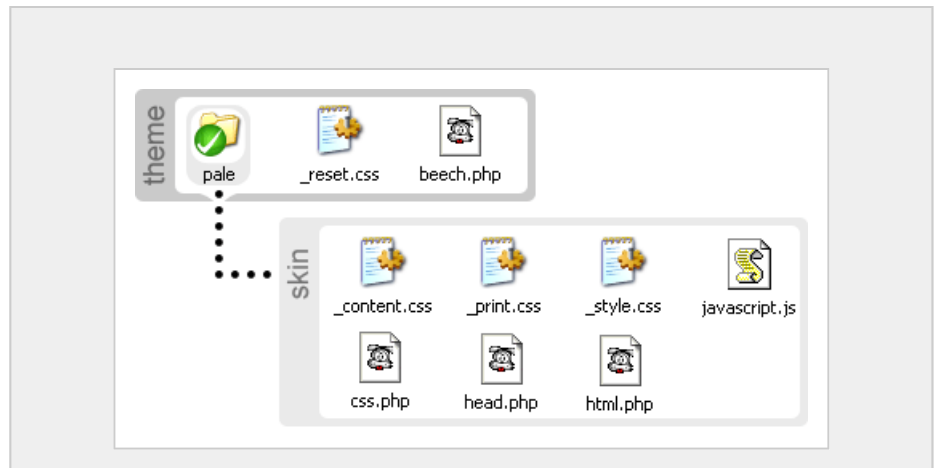 theme
pale
_reset.css
beech.php
skin
_content.css
_print.css
_style.css
javascript.js
css.php
head.php
html.php